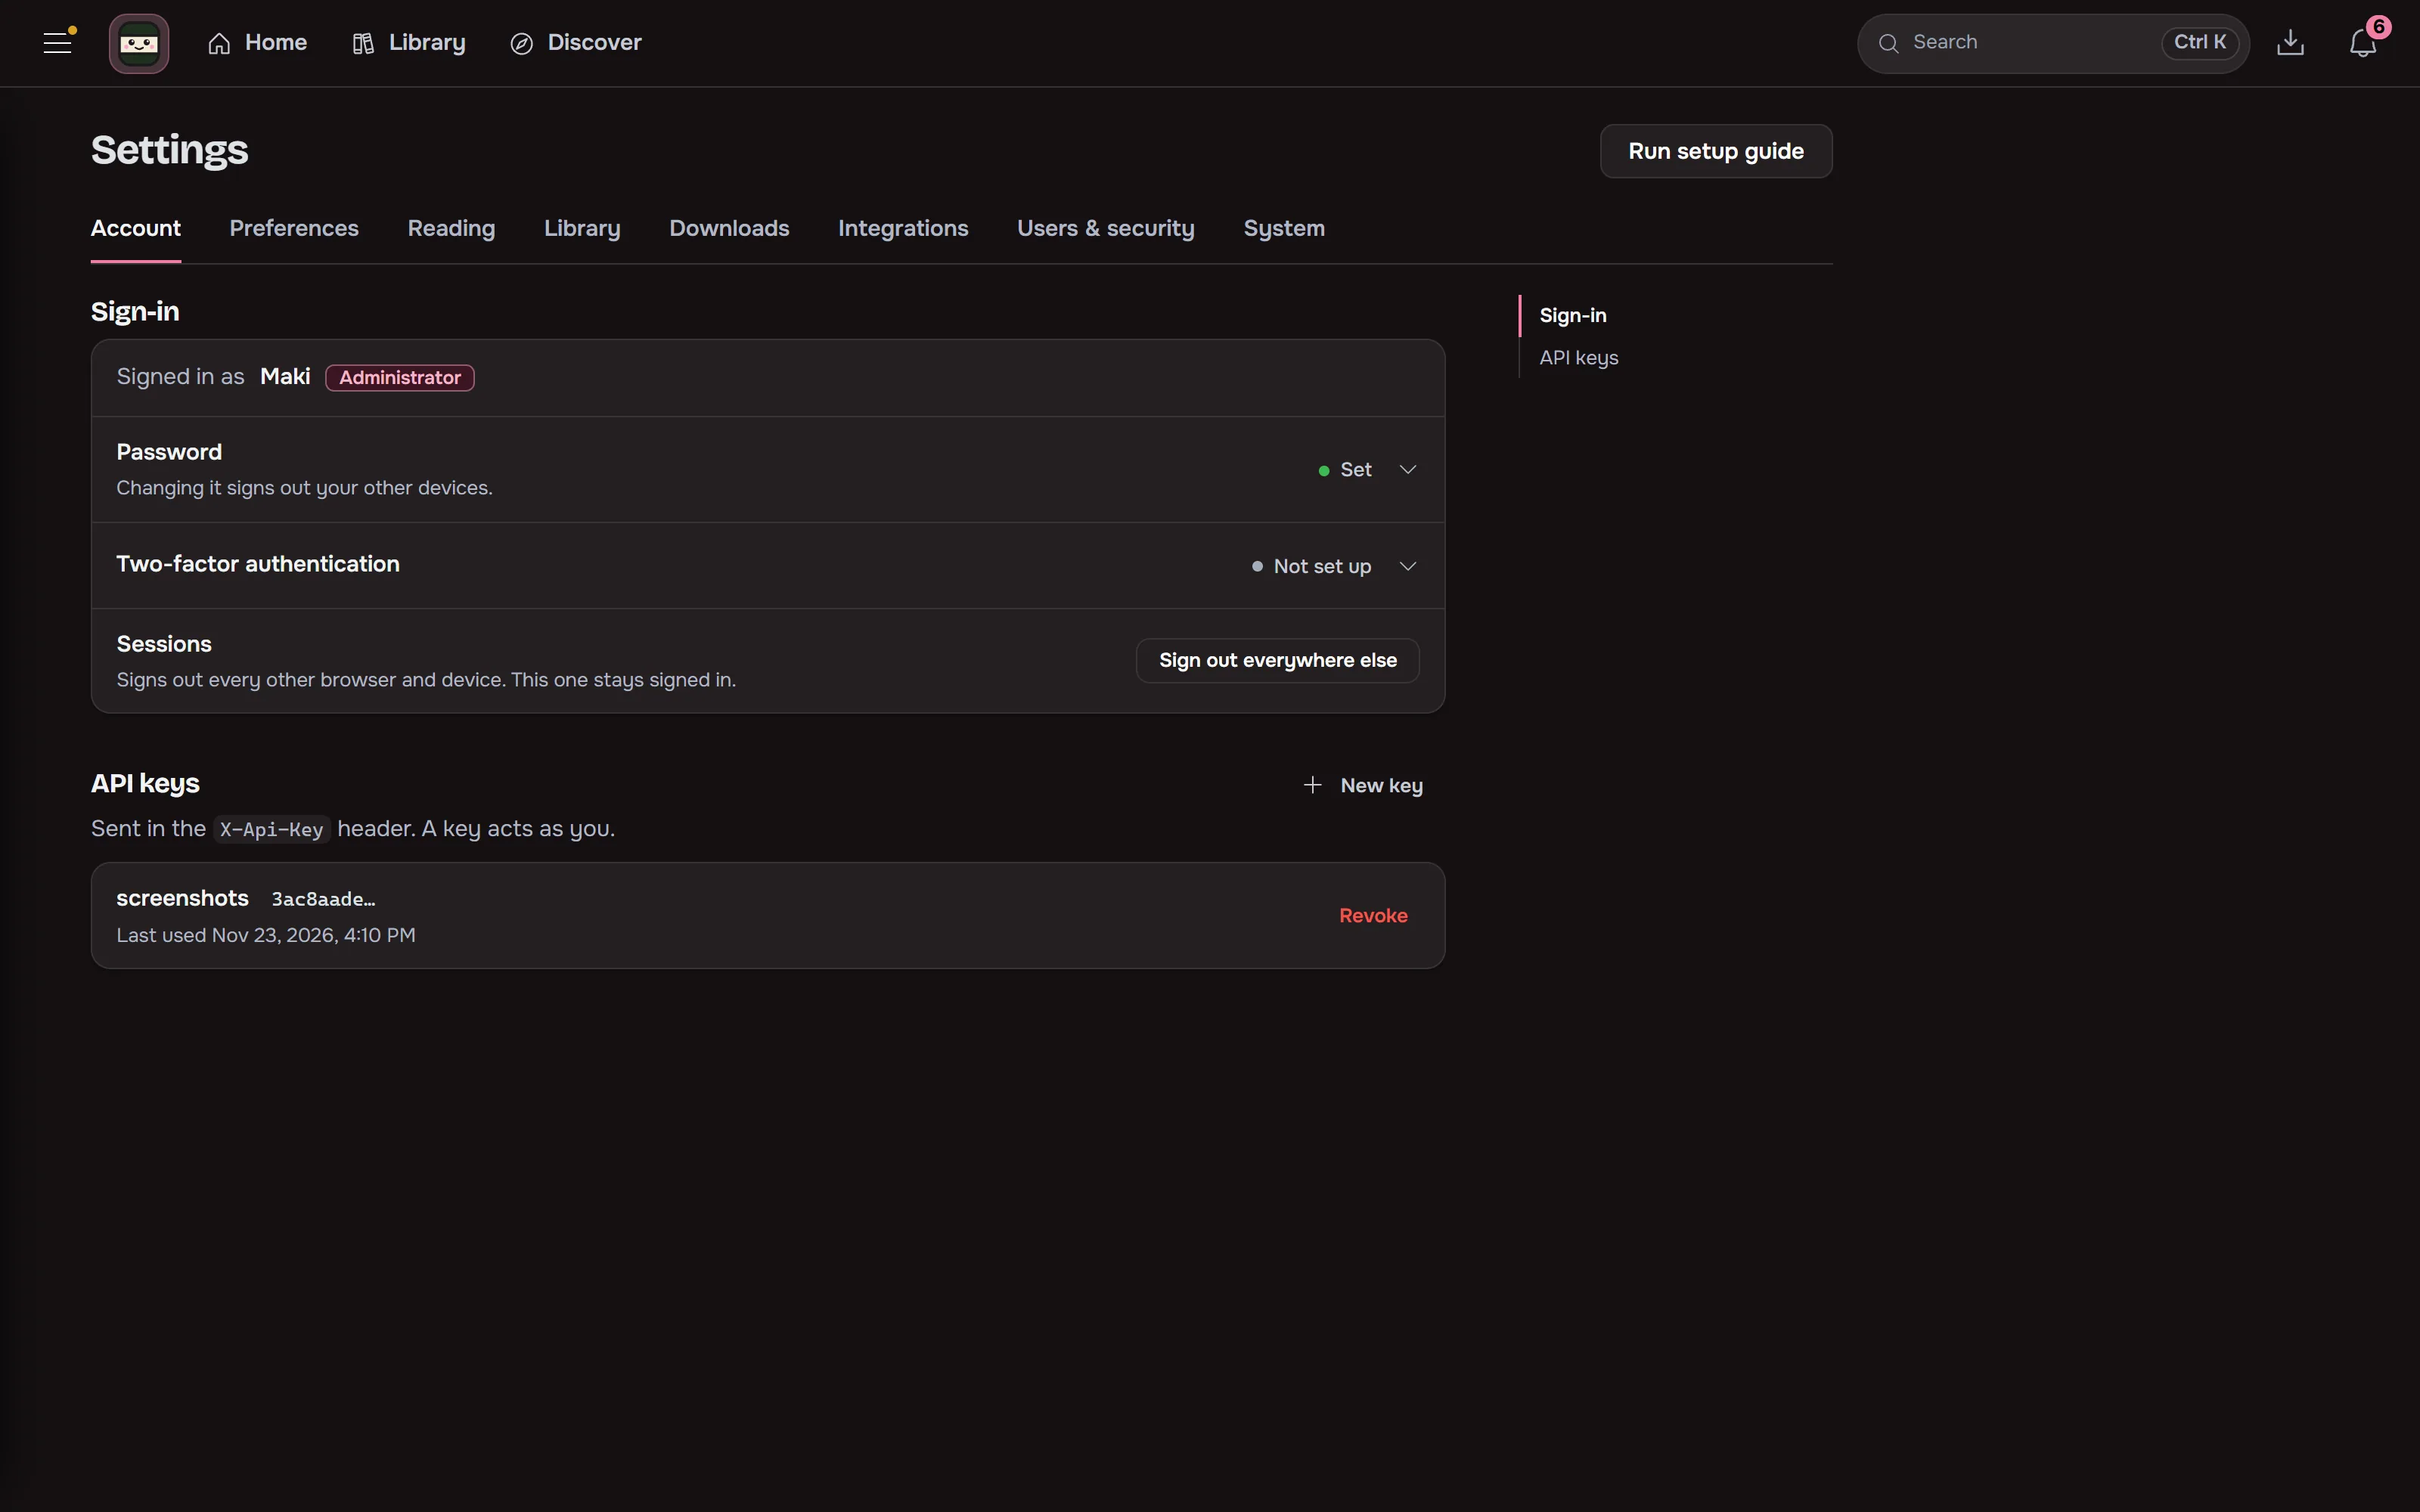 Home
Library
Discover
Search
Ctrl K
6
Settings
Run setup guide
Account
Preferences
Reading
Library
Downloads
Integrations
Users & security
System
Sign-in
Signed in as Maki Administrator
Password
Changing it signs out your other devices.
Set
Two-factor authentication
Not set up
Sessions
Signs out every other browser and device. This one stays signed in.
Sign out everywhere else
API keys
New key
Sent in the X-Api-Key header. A key acts as you.
screenshots 3ac8aade…
Last used Nov 23, 2026, 4:10 PM
Revoke
Sign-in
API keys